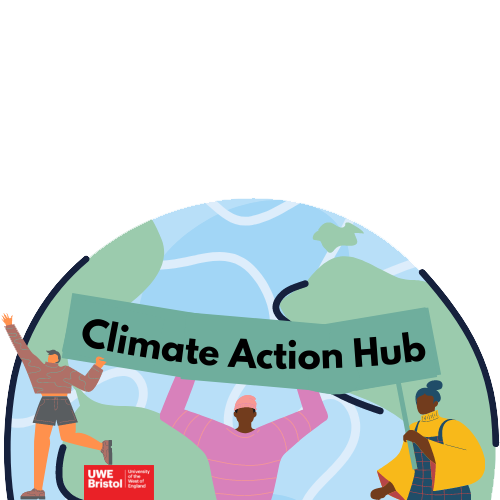 Climate Action Hub
UWE
Bristol
University
of the
West of
England